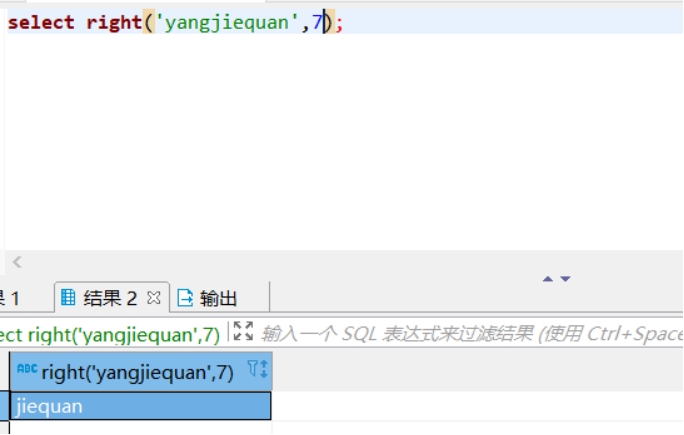 select right('yangjiequan',7);
果 1 结果 2 输出
ect right('yangjiequan',7) 输入一个 SQL 表达式来过滤结果 (使用 Ctrl+Space
ABC right('yangjiequan',7)
jiequan